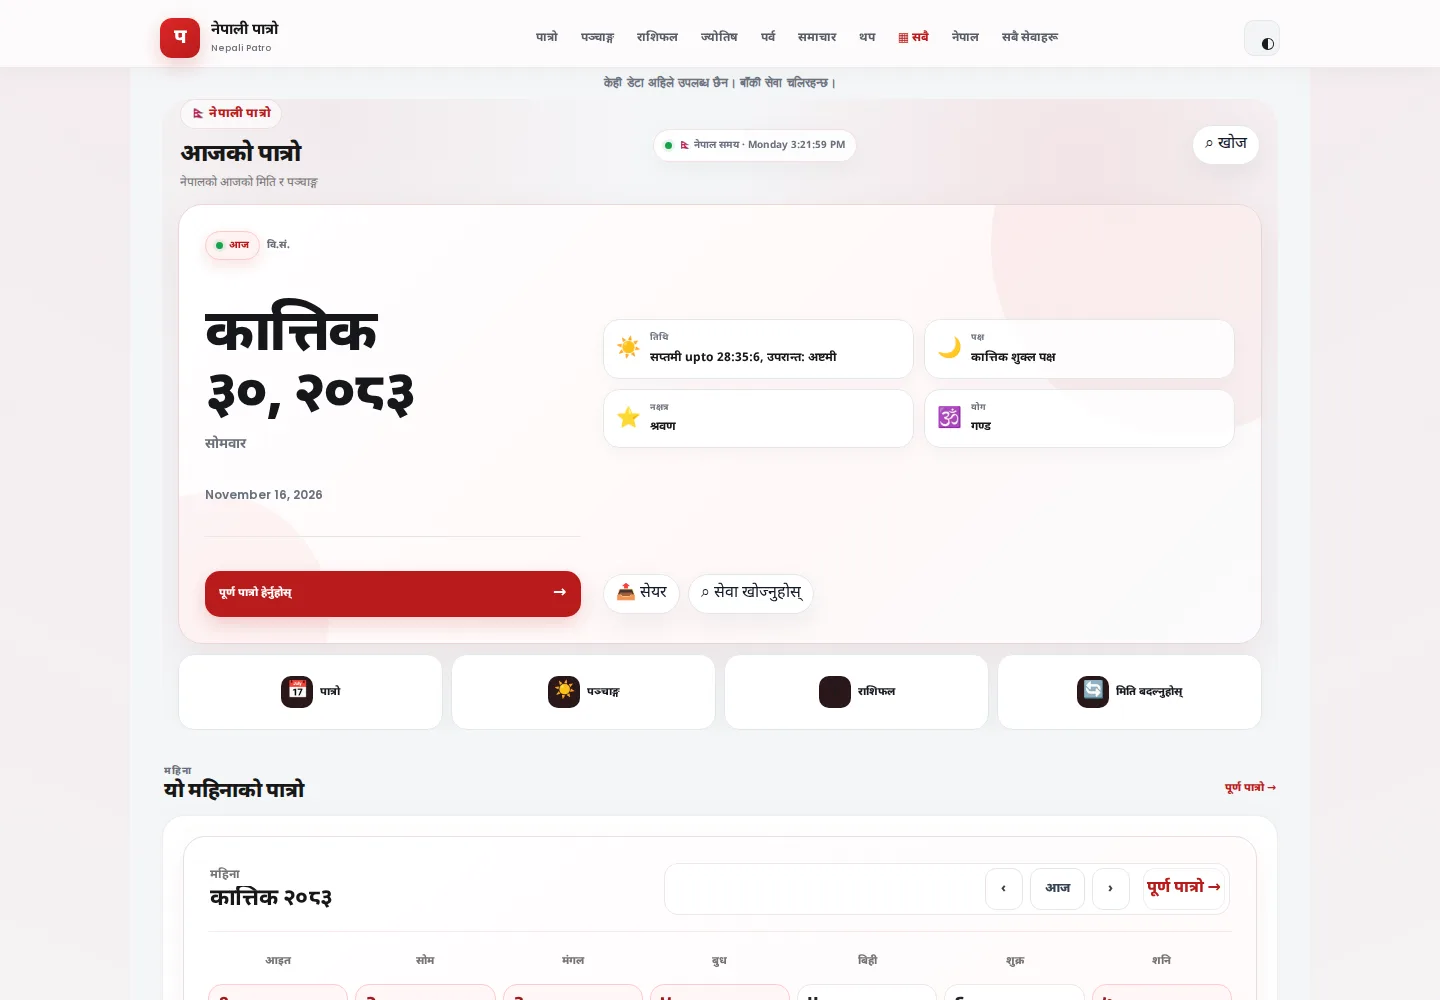 प
नेपाली पात्रो
Nepali Patro
पात्रो पञ्चाङ्ग राशिफल ज्योतिष पर्व समाचार थप ▦ सबै नेपाल सबै सेवाहरू
केही डेटा अहिले उपलब्ध छैन। बाँकी सेवा चलिरहन्छ।
नेपाली पात्रो
आजको पात्रो
नेपालको आजको मिति र पञ्चाङ्ग
नेपाल समय · Monday 3:21:59 PM
⌕ खोज
आज वि.सं.
कात्तिक
३०, २०८३
सोमवार
November 16, 2026
तिथि
सप्तमी upto 28:35:6, उपरान्त: अष्टमी
पक्ष
कात्तिक शुक्ल पक्ष
नक्षत्र
श्रवण
योग
गण्ड
पूर्ण पात्रो हेर्नुहोस् →
सेयर
⌕ सेवा खोज्नुहोस्
पात्रो
पञ्चाङ्ग
राशिफल
मिति बदल्नुहोस्
महिना
यो महिनाको पात्रो
पूर्ण पात्रो →
महिना
कात्तिक २०८३
‹ आज › पूर्ण पात्रो →
आइत सोम मंगल बुध बिही शुक्र शनि